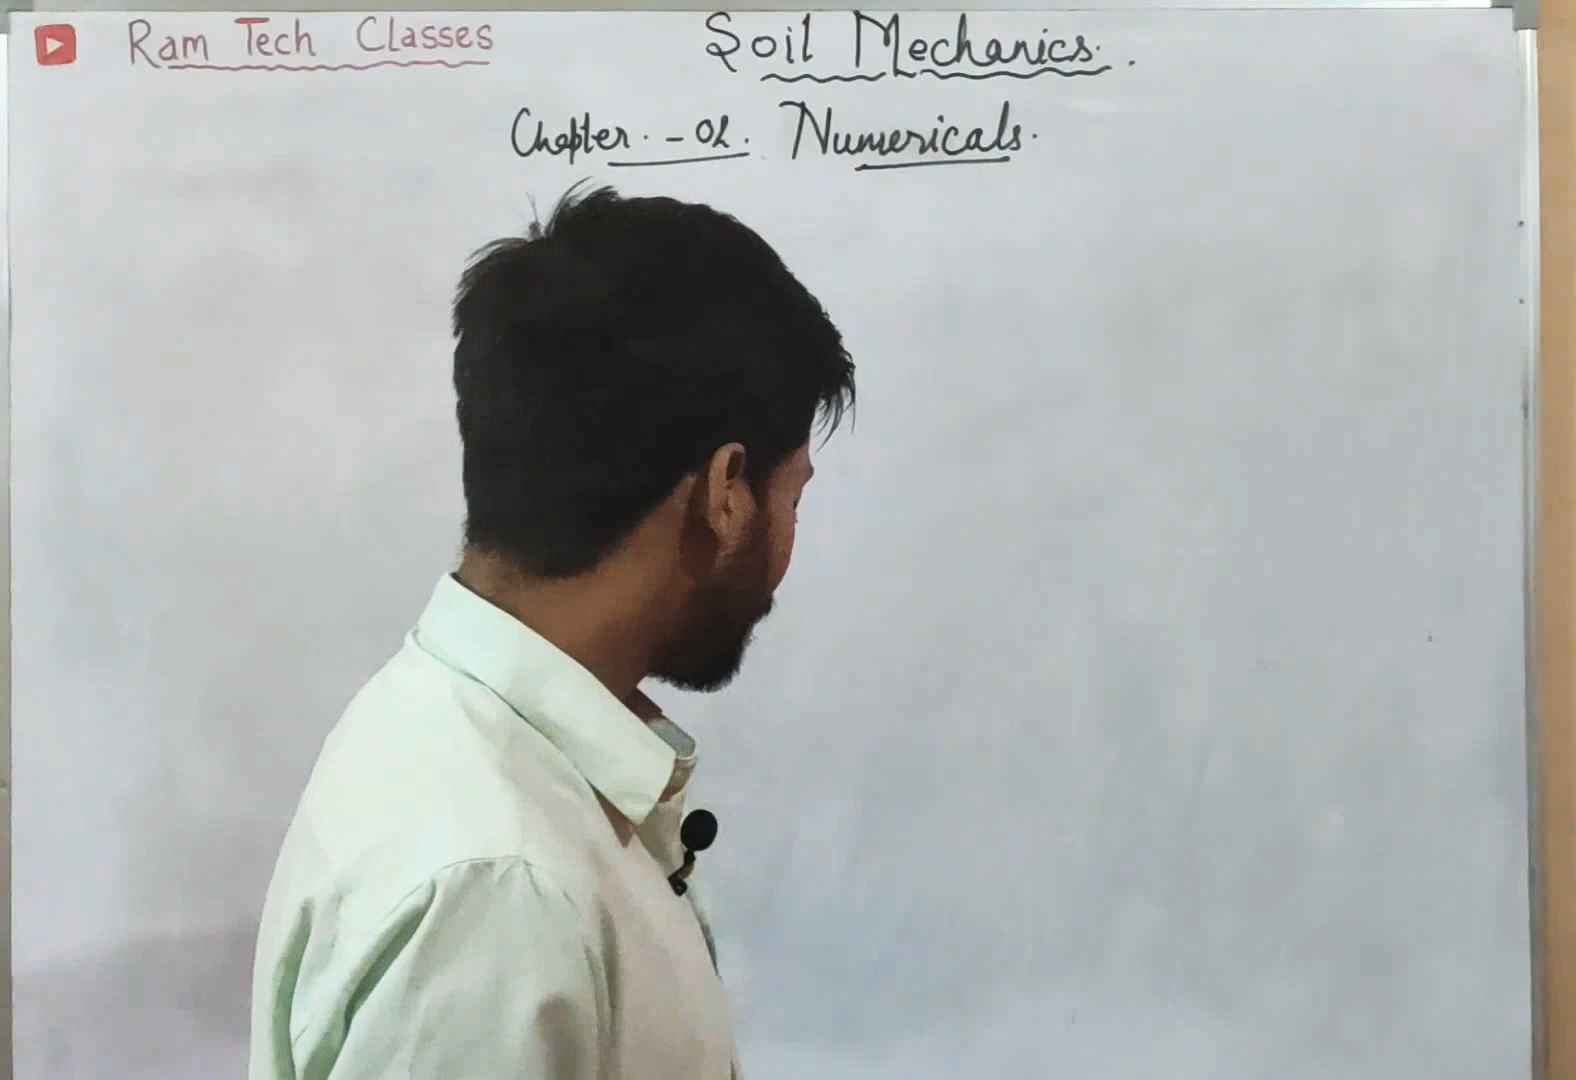 Ram Tech Classes
Soil Mechanics.
Chapter. - 02. Numericals.